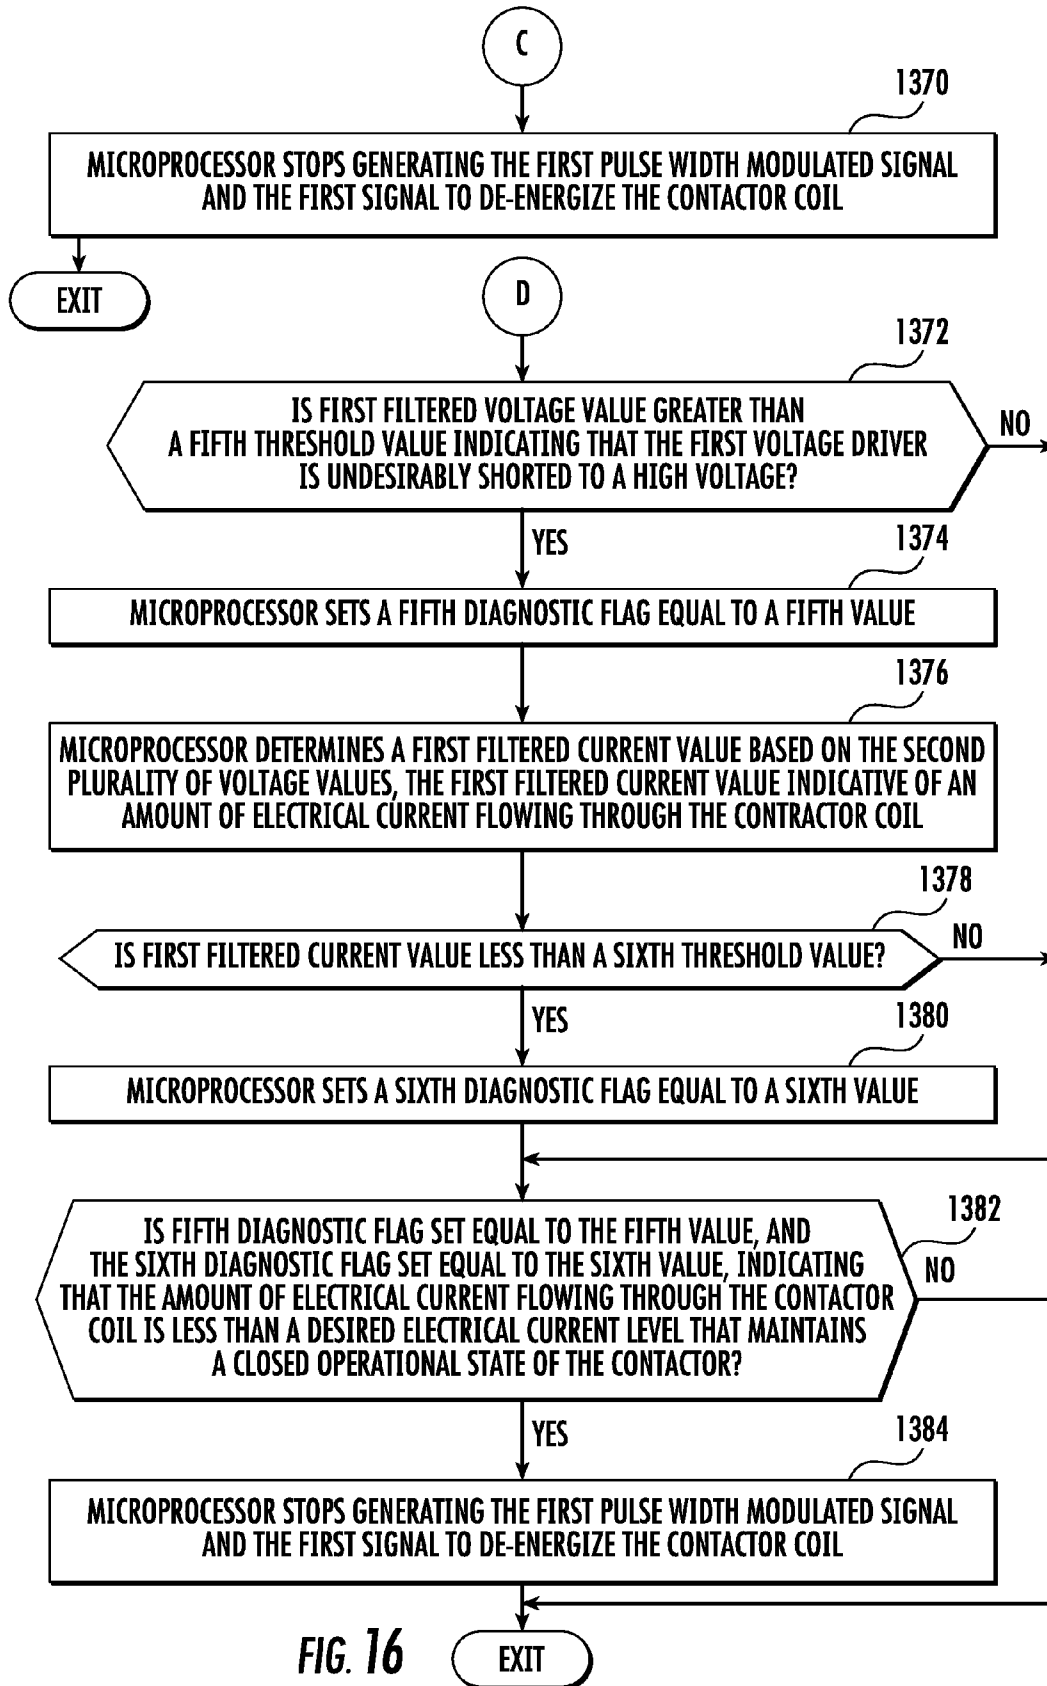 C
1370
MICROPROCESSOR STOPS GENERATING THE FIRST PULSE WIDTH MODULATED SIGNAL
AND THE FIRST SIGNAL TO DE-ENERGIZE THE CONTACTOR COIL
EXIT
D
1372
IS FIRST FILTERED VOLTAGE VALUE GREATER THAN
A FIFTH THRESHOLD VALUE INDICATING THAT THE FIRST VOLTAGE DRIVER
IS UNDESIRABLY SHORTED TO A HIGH VOLTAGE?
NO
YES
1374
MICROPROCESSOR SETS A FIFTH DIAGNOSTIC FLAG EQUAL TO A FIFTH VALUE
1376
MICROPROCESSOR DETERMINES A FIRST FILTERED CURRENT VALUE BASED ON THE SECOND
PLURALITY OF VOLTAGE VALUES, THE FIRST FILTERED CURRENT VALUE INDICATIVE OF AN
AMOUNT OF ELECTRICAL CURRENT FLOWING THROUGH THE CONTRACTOR COIL
1378
IS FIRST FILTERED CURRENT VALUE LESS THAN A SIXTH THRESHOLD VALUE?
NO
YES
1380
MICROPROCESSOR SETS A SIXTH DIAGNOSTIC FLAG EQUAL TO A SIXTH VALUE
1382
IS FIFTH DIAGNOSTIC FLAG SET EQUAL TO THE FIFTH VALUE, AND
THE SIXTH DIAGNOSTIC FLAG SET EQUAL TO THE SIXTH VALUE, INDICATING
THAT THE AMOUNT OF ELECTRICAL CURRENT FLOWING THROUGH THE CONTACTOR
COIL IS LESS THAN A DESIRED ELECTRICAL CURRENT LEVEL THAT MAINTAINS
A CLOSED OPERATIONAL STATE OF THE CONTACTOR?
NO
YES
1384
MICROPROCESSOR STOPS GENERATING THE FIRST PULSE WIDTH MODULATED SIGNAL
AND THE FIRST SIGNAL TO DE-ENERGIZE THE CONTACTOR COIL
EXIT
FIG. 16